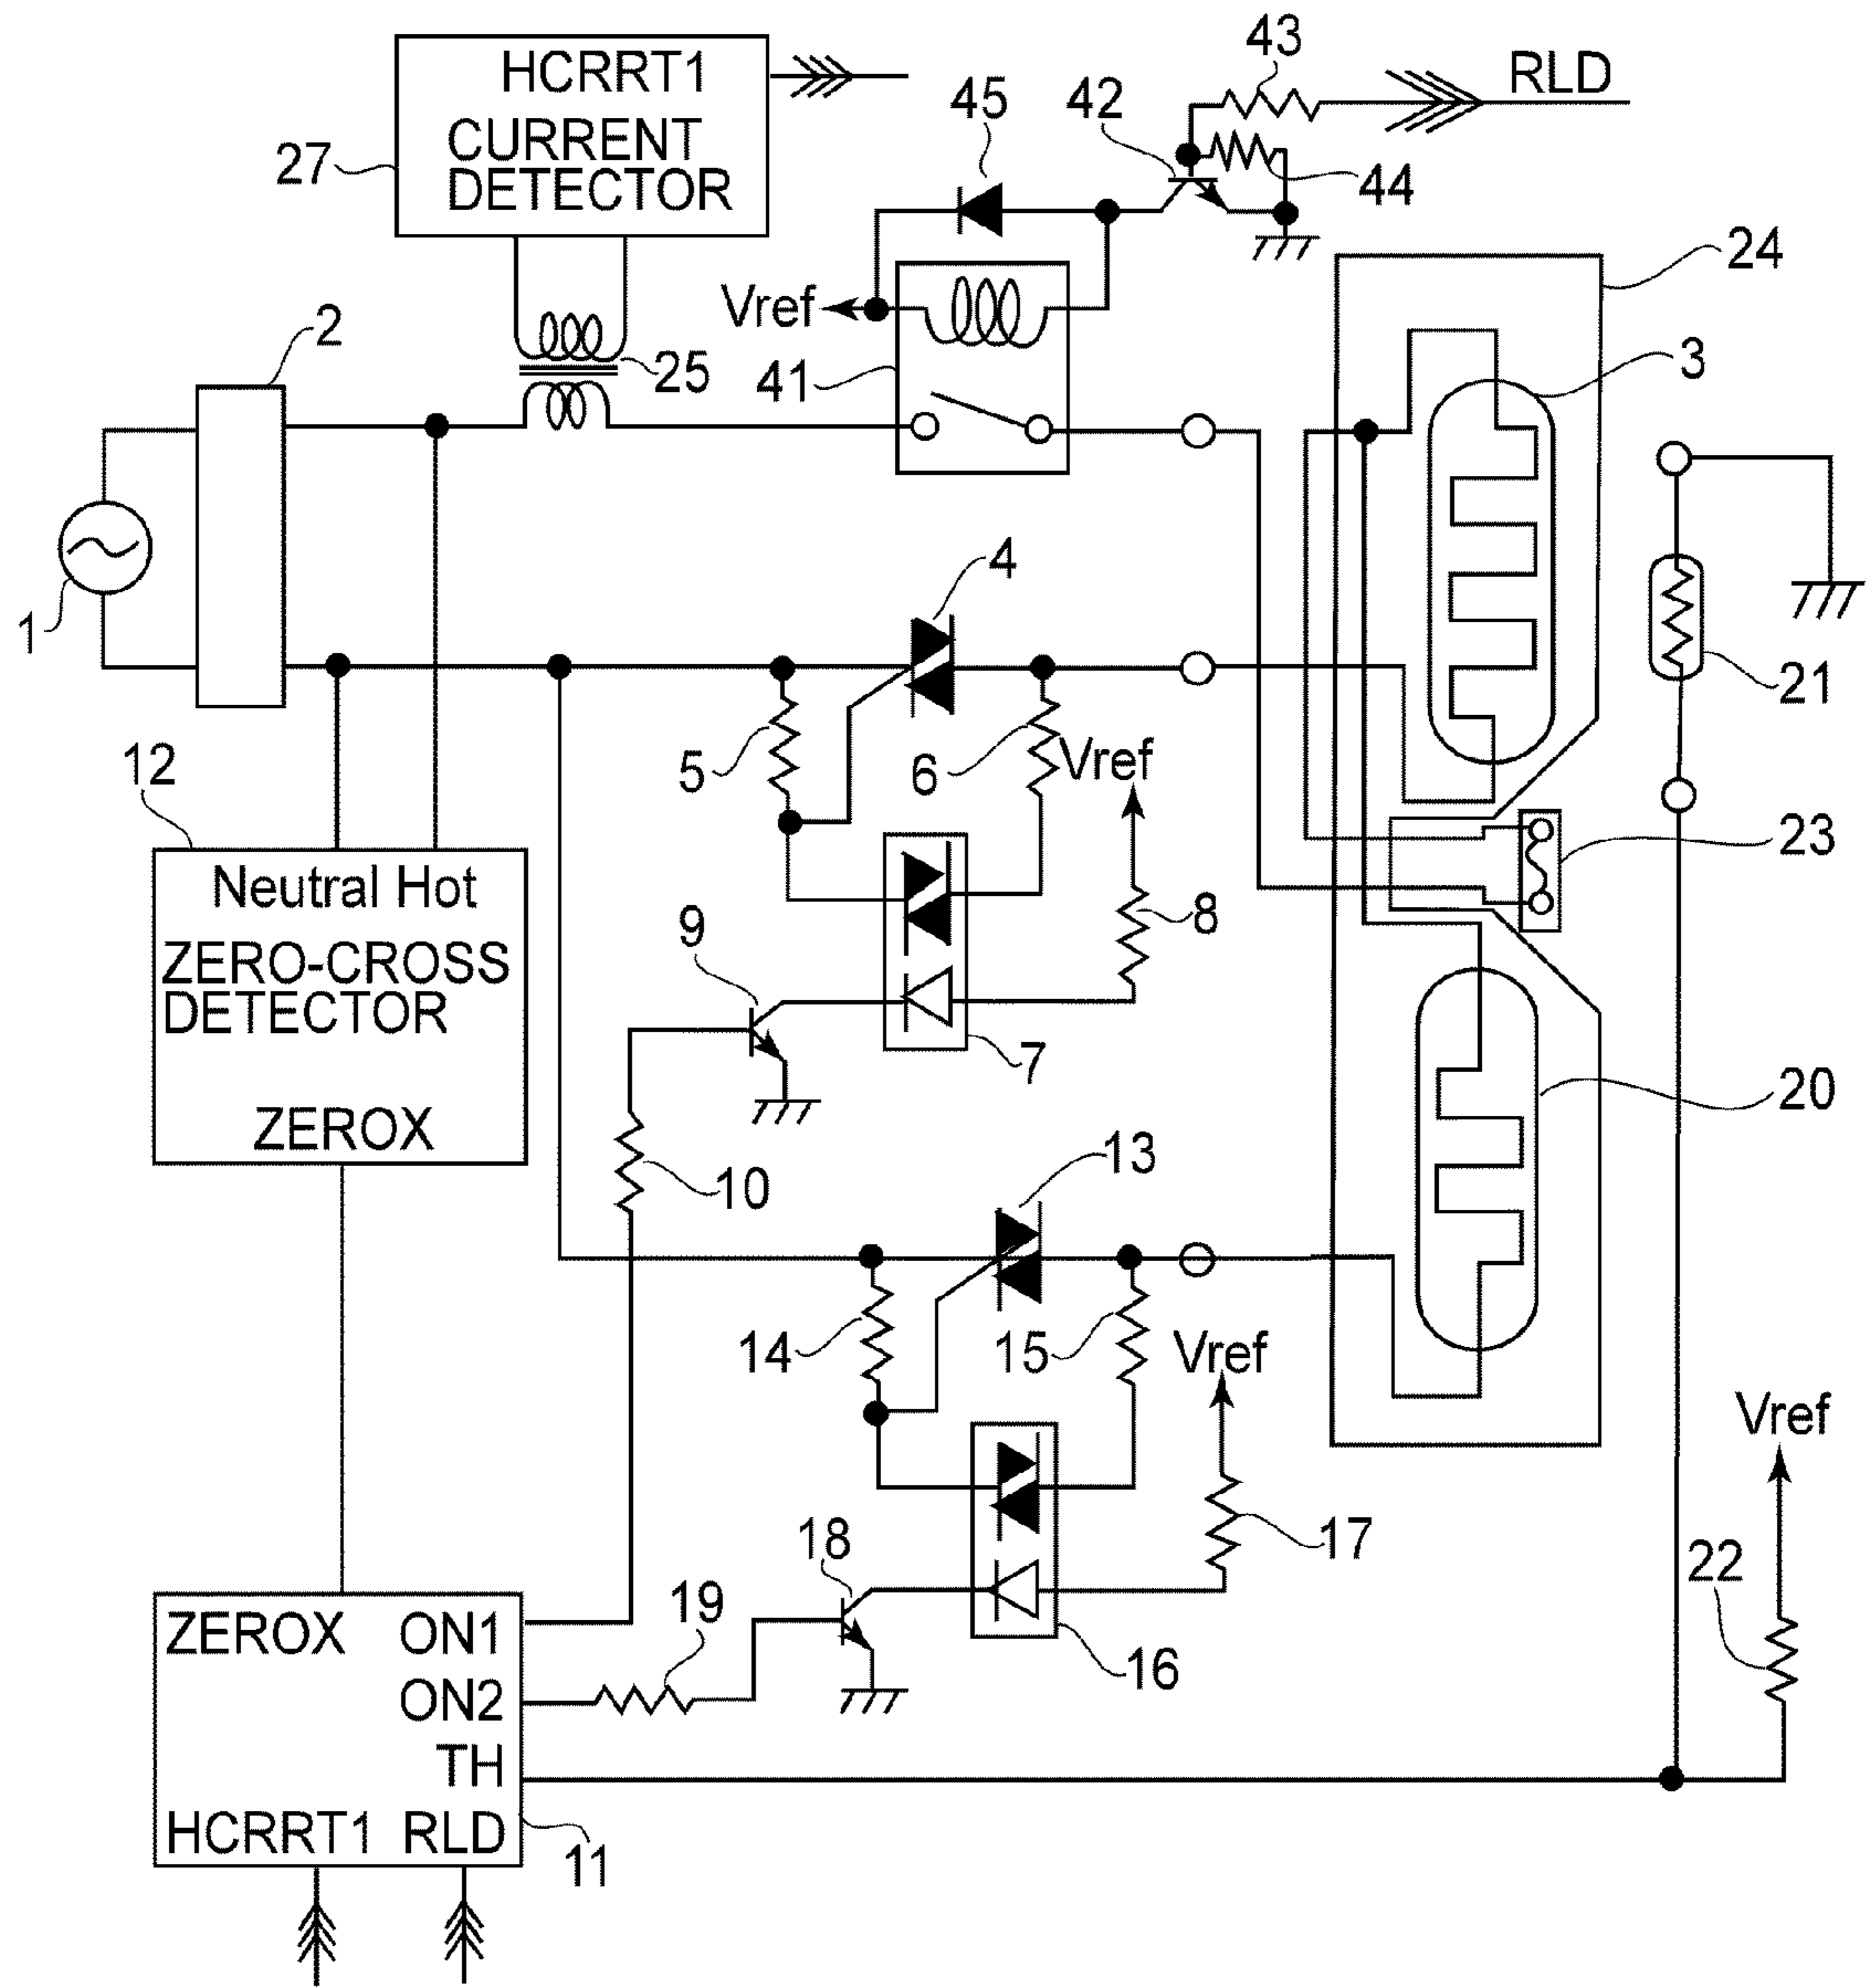 43
HCRRT1
RLD
45
42
CURRENT
27
DETECTOR
44
24
Vref
2
3
25
41
4
1
21
5
6
Vref
12
23
Neutral Hot
8
9
ZERO-CROSS
DETECTOR
7
20
ZEROX
13
10
14
15
Vref
Vref
18
17
22
19
ZEROX ON1
16
ON2
TH
HCRRT1 RLD
11